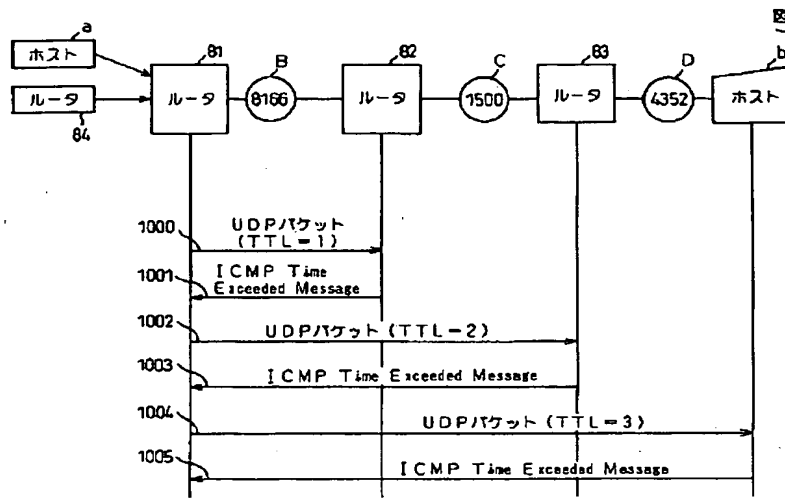 図
a
ホスト
ルータ
84
81
ルータ
B
8166
82
ルータ
C
1500
83
ルータ
D
4352
b
ホスト
1000
UDPパケット
(TTL=1)
1001
ICMP Time
Exceeded Message
1002
UDPパケット (TTL=2)
1003
ICMP Time Exceeded Message
1004
UDPパケット (TTL=3)
1005
ICMP Time Exceeded Message